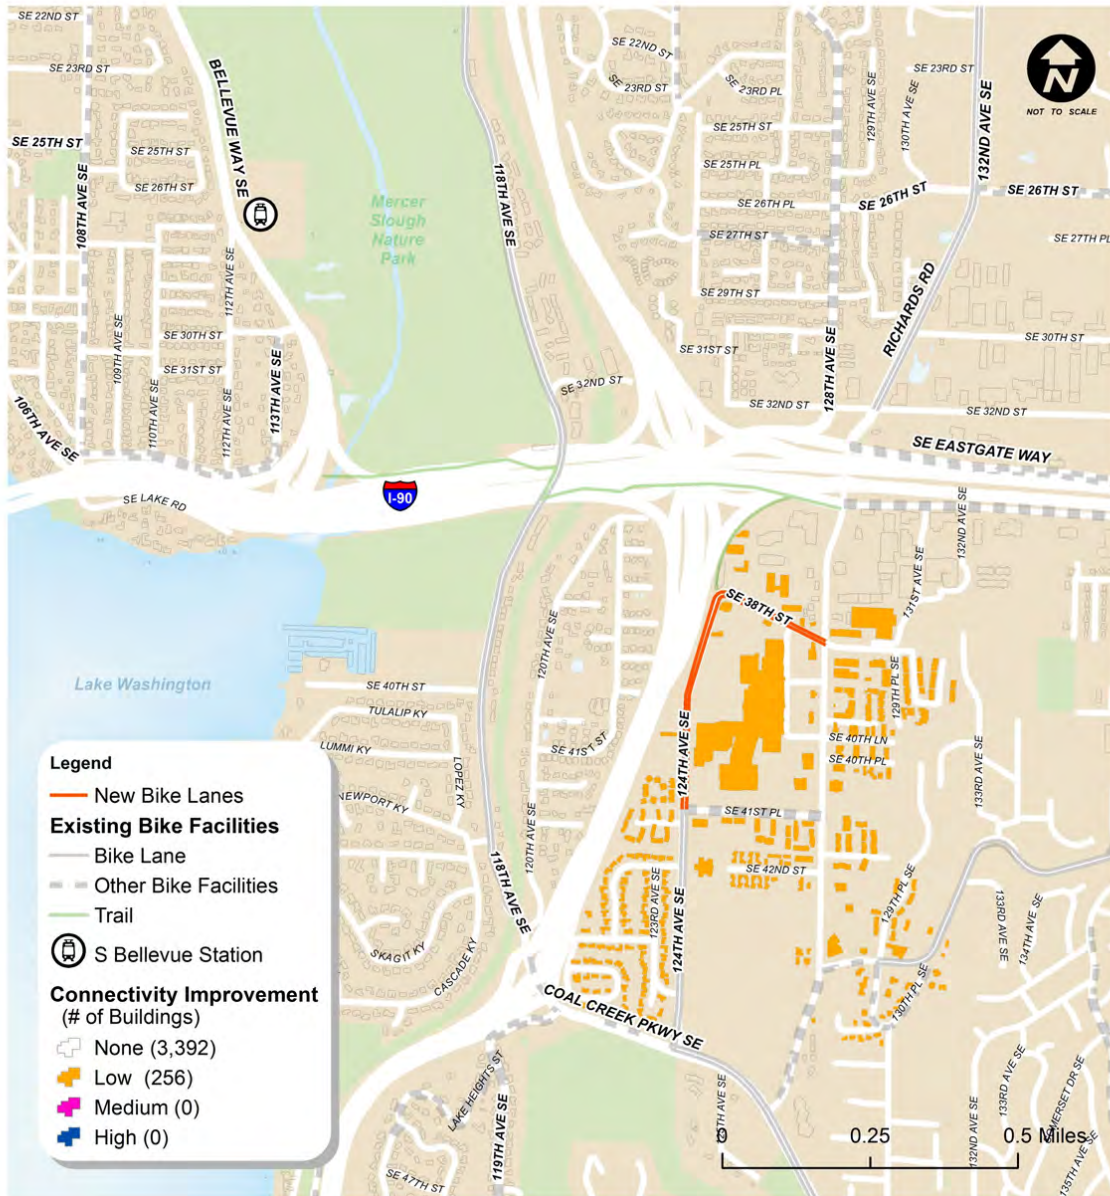 SE 22ND ST
SE 23RD ST
SE 25TH ST
SE 25TH ST
SE 26TH ST
108TH AVE SE
BELLEVUE WAY SE
112TH AVE SE
109TH AVE SE
SE 30TH ST
SE 31ST ST
110TH AVE SE
112TH AVE SE
113TH AVE SE
106TH AVE SE
SE LAKE RD
Mercer
Slough
Nature
Park
118TH AVE SE
SE 22ND ST
SE 23RD ST
SE 23RD PL
SE 25TH ST
SE 25TH PL
SE 26TH PL
SE 27TH ST
SE 29TH ST
SE 31ST ST
SE 32ND ST
SE 32ND ST
128TH AVE SE
129TH AVE SE
130TH AVE SE
SE 23RD ST
132ND AVE SE
N
NOT TO SCALE
SE 26TH ST
SE 26TH ST
SE 27TH PL
RICHARDS RD
SE 30TH ST
SE 32ND ST
SE EASTGATE WAY
I-90
132ND AVE SE
131ST AVE SE
SE 38TH ST
129TH PL SE
SE 40TH LN
SE 40TH PL
133RD AVE SE
124TH AVE SE
SE 41ST PL
SE 42ND ST
123RD AVE SE
124TH AVE SE
129TH PL SE
130TH PL SE
133RD AVE SE
134TH AVE SE
133RD AVE SE
132ND AVE SE
135TH AVE SE
120TH AVE SE
SE 41ST ST
120TH AVE SE
118TH AVE SE
Lake Washington
SE 40TH ST
TULALIP KY
LUMMI KY
LOPEZ KY
NEWPORT KY
SKAGIT KY
CASCADE KY
COAL CREEK PKWY SE
LAKE HEIGHTS ST
119TH AVE SE
SE 47TH ST
Legend
New Bike Lanes
Existing Bike Facilities
Bike Lane
Other Bike Facilities
Trail
S Bellevue Station
Connectivity Improvement
(# of Buildings)
None (3,392)
Low (256)
Medium (0)
High (0)
0 0.25 0.5 Miles